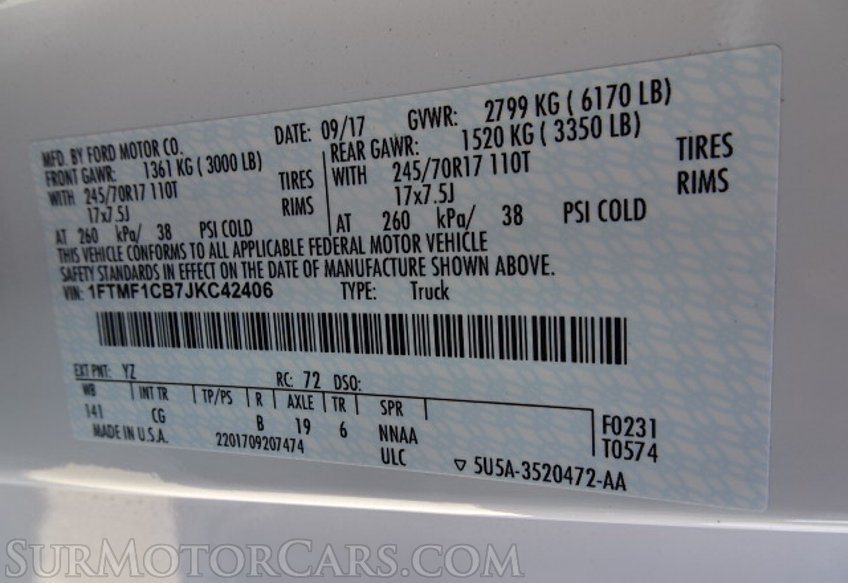 MFD. BY FORD MOTOR CO. DATE: 09/17 GVWR: 2799 KG ( 6170 LB)
FRONT GAWR: 1361 KG ( 3000 LB) REAR GAWR: 1520 KG ( 3350 LB)
WITH 245/70R17 110T TIRES WITH 245/70R17 110T TIRES
17x7.5J RIMS 17x7.5J RIMS
AT 260 kPa/ 38 PSI COLD AT 260 kPa/ 38 PSI COLD
THIS VEHICLE CONFORMS TO ALL APPLICABLE FEDERAL MOTOR VEHICLE
SAFETY STANDARDS IN EFFECT ON THE DATE OF MANUFACTURE SHOWN ABOVE.
VIN: 1FTMF1CB7JKC42406 TYPE: Truck
EXT PNT: YZ RC: 72 DSO:
WB INT TR TP/PS R AXLE TR SPR
141 CG B 19 6 NNAA F0231
MADE IN U.S.A. 2201709207474 ULC T0574
▽ 5U5A-3520472-AA
SurMotorCars.com